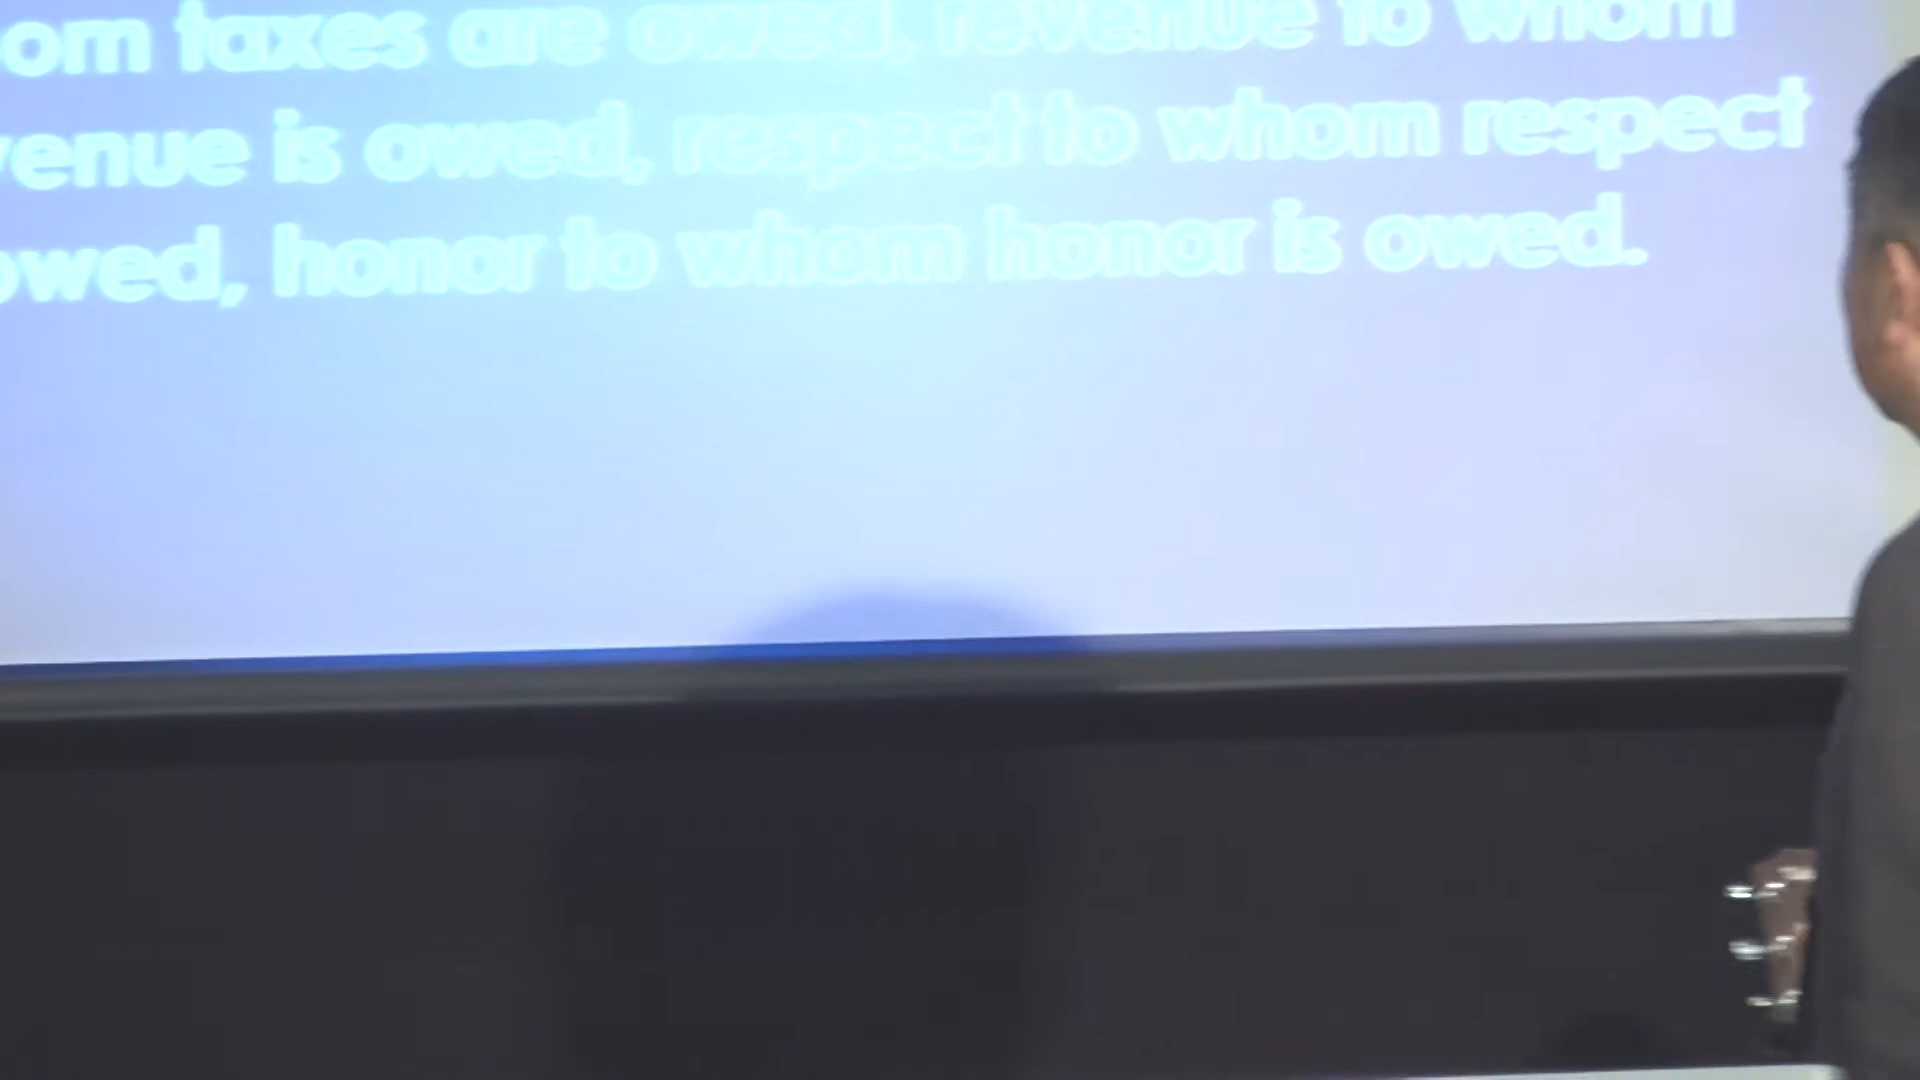 om taxes are owed, revenue to whom
venue is owed, respect to whom respect
owed, honor to whom honor is owed.